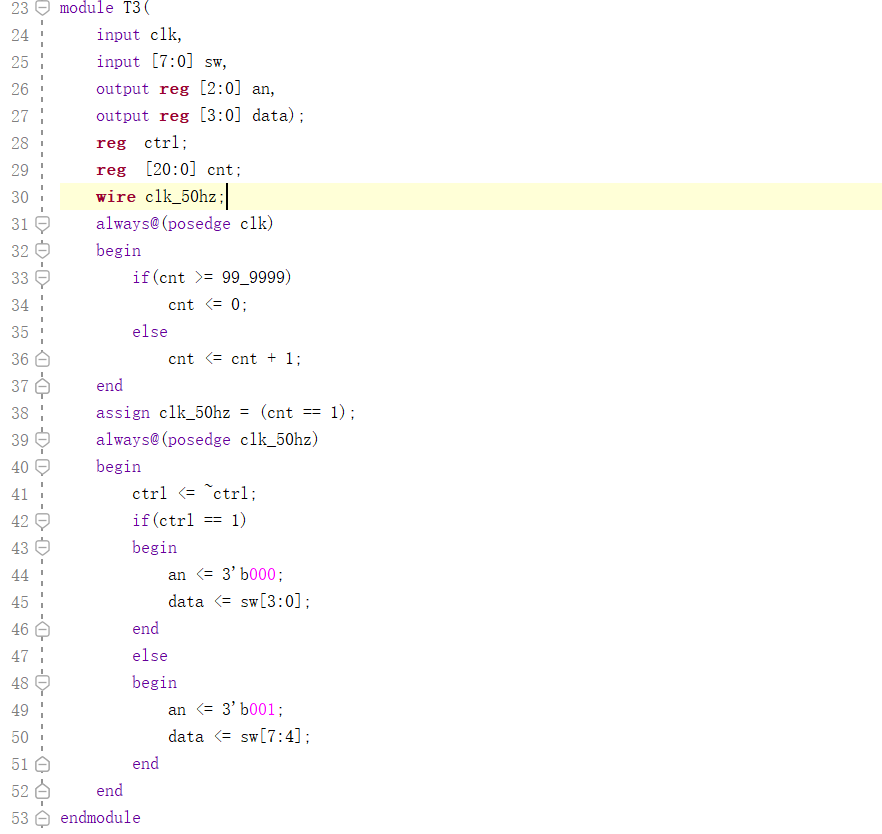 23 module T3(
24 input clk,
25 input [7:0] sw,
26 output reg [2:0] an,
27 output reg [3:0] data);
28 reg  ctrl;
29 reg  [20:0] cnt;
30 wire clk_50hz;
31 always@(posedge clk)
32 begin
33 if(cnt >= 99_9999)
34 cnt <= 0;
35 else
36 cnt <= cnt + 1;
37 end
38 assign clk_50hz = (cnt == 1);
39 always@(posedge clk_50hz)
40 begin
41 ctrl <= ~ctrl;
42 if(ctrl == 1)
43 begin
44 an <= 3'b000;
45 data <= sw[3:0];
46 end
47 else
48 begin
49 an <= 3'b001;
50 data <= sw[7:4];
51 end
52 end
53 endmodule